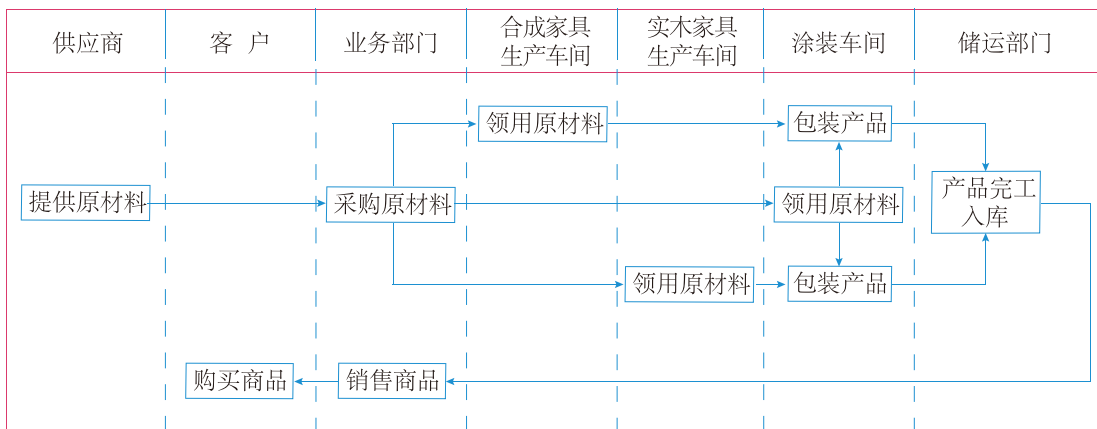 供应商
客 户
业务部门
合成家具
生产车间
实木家具
生产车间
涂装车间
储运部门
领用原材料
包装产品
提供原材料
采购原材料
领用原材料
产品完工
入库
领用原材料
包装产品
购买商品
销售商品